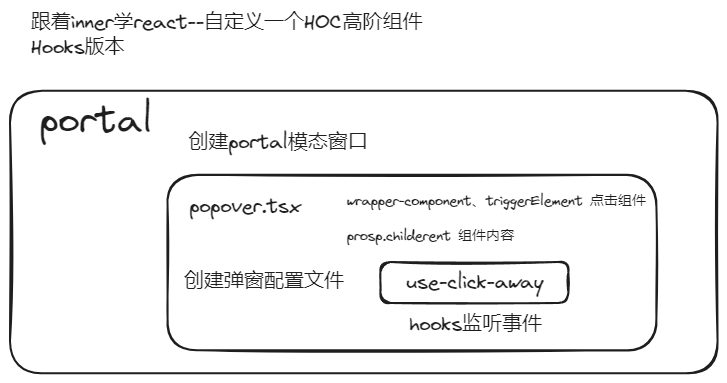 跟着inner学react--自定义一个HOC高阶组件
Hooks版本
portal
创建portal模态窗口
popover.tsx
wrapper-component、triggerElement 点击组件
prosp.childerent 组件内容
创建弹窗配置文件
use-click-away
hooks监听事件